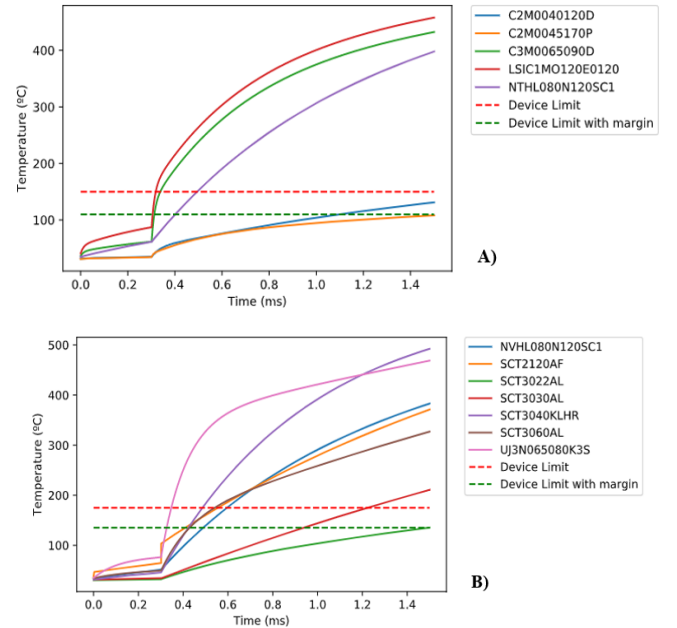 400
300
200
100
0.0 0.2 0.4 0.6 0.8 1.0 1.2 1.4
Time (ms)
Temperature (ºC)
C2M0040120D
C2M0045170P
C3M0065090D
LSIC1MO120E0120
NTHL080N120SC1
Device Limit
Device Limit with margin
A)
500
400
300
200
100
0.0 0.2 0.4 0.6 0.8 1.0 1.2 1.4
Time (ms)
Temperature (ºC)
NVHL080N120SC1
SCT2120AF
SCT3022AL
SCT3030AL
SCT3040KLHR
SCT3060AL
UJ3N065080K3S
Device Limit
Device Limit with margin
B)